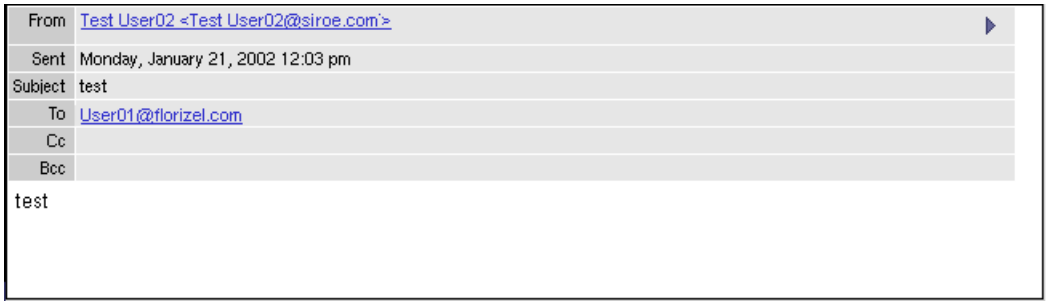 From Test User02 <Test User02@siroe.com>
Sent Monday, January 21, 2002 12:03 pm
Subject test
To User01@florizel.com
Cc
Bcc
test